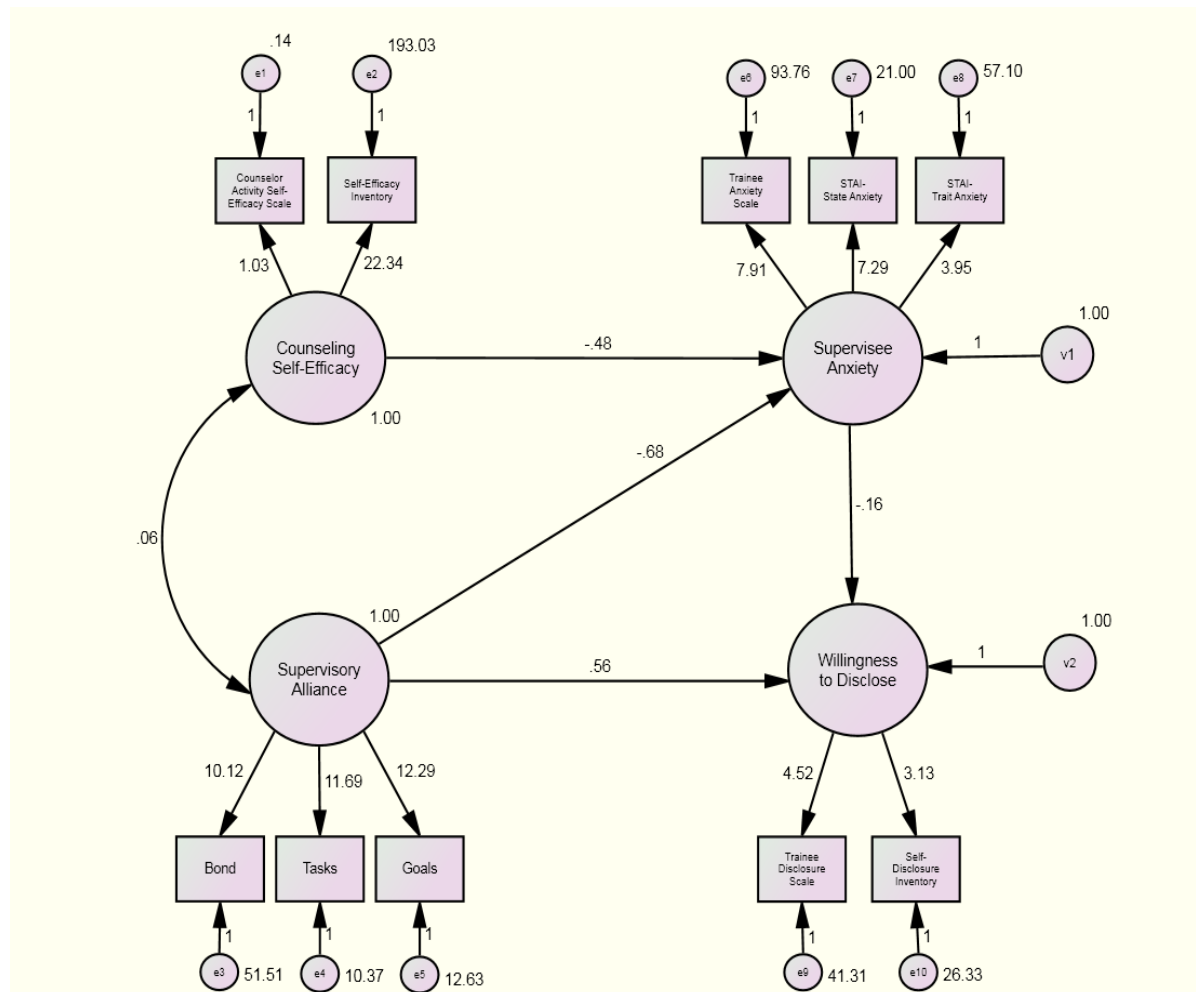 .14
193.03
e1
e2
1
1
Counselor
Activity Self-
Efficacy Scale
Self-Efficacy
Inventory
1.03
22.34
Counseling
Self-Efficacy
1.00
93.76
21.00
57.10
e6
e7
e8
1
1
1
Trainee
Anxiety
Scale
STAI-
State Anxiety
STAI-
Trait Anxiety
7.91
7.29
3.95
Supervisee
Anxiety
1
1.00
v1
-.48
-.68
-.16
.06
1.00
Supervisory
Alliance
.56
Willingness
to Disclose
1
1.00
v2
10.12
11.69
12.29
Bond
Tasks
Goals
1
1
1
e3
51.51
e4
10.37
e5
12.63
4.52
3.13
Trainee
Disclosure
Scale
Self-
Disclosure
Inventory
1
1
e9
41.31
e10
26.33